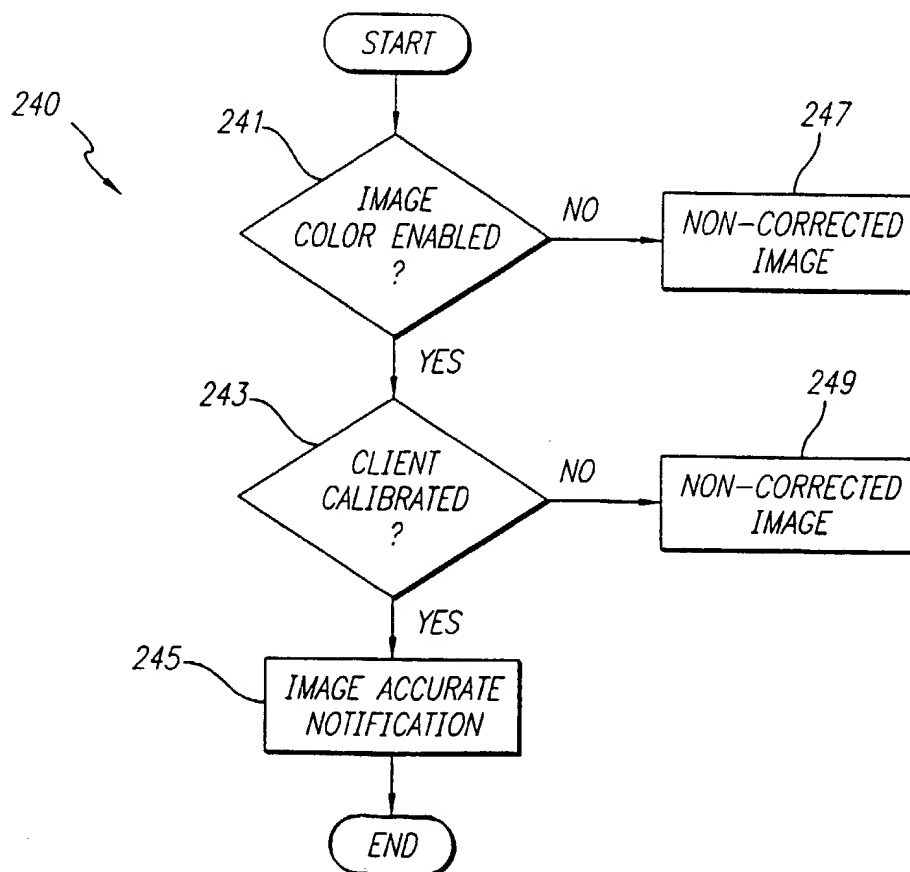 START
240
241
247
IMAGE
COLOR ENABLED
?
NO
NON-CORRECTED
IMAGE
YES
243
249
CLIENT
CALIBRATED
?
NO
NON-CORRECTED
IMAGE
YES
245
IMAGE ACCURATE
NOTIFICATION
END